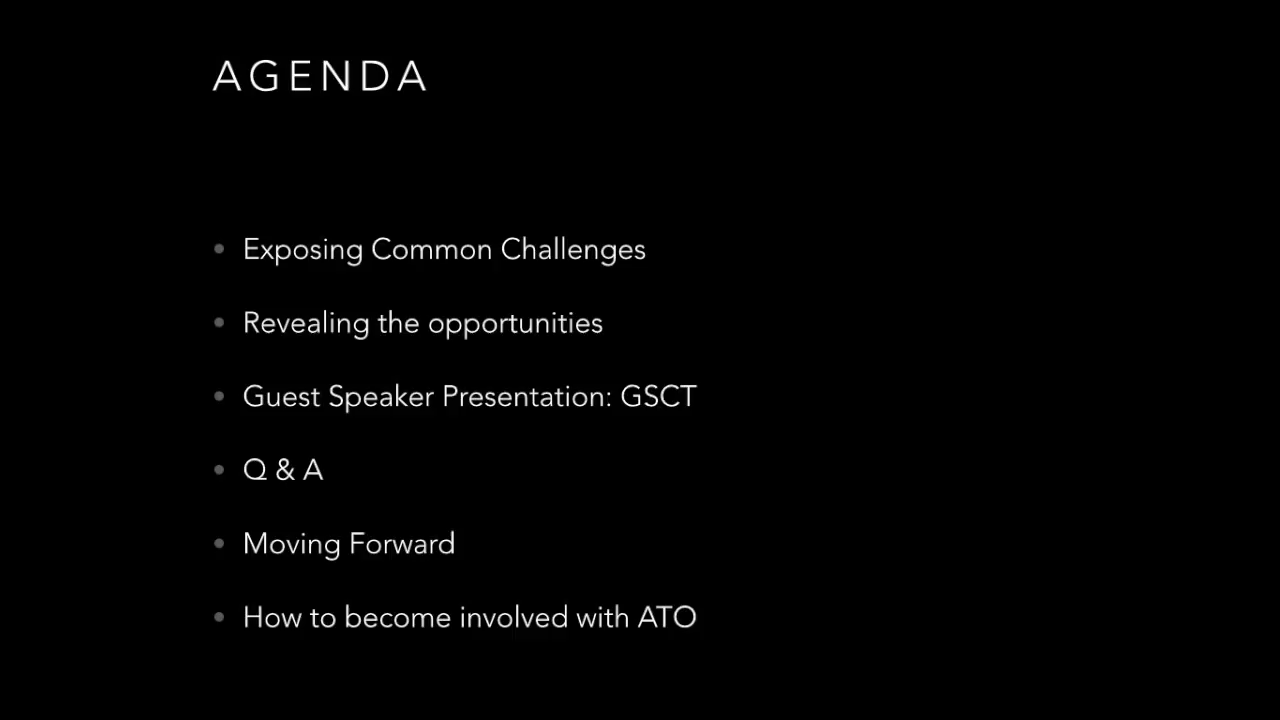 AGENDA
• Exposing Common Challenges
• Revealing the opportunities
• Guest Speaker Presentation: GSCT
• Q & A
• Moving Forward
• How to become involved with ATO